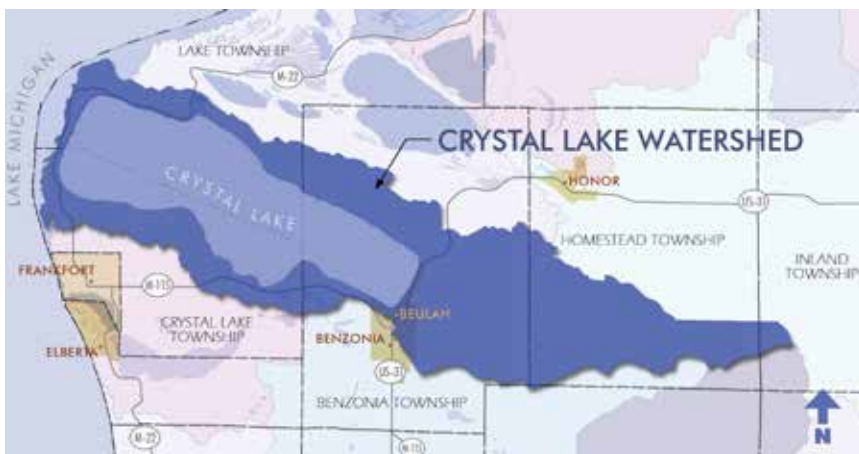 LAKE MICHIGAN
LAKE TOWNSHIP
M-22
CRYSTAL LAKE WATERSHED
CRYSTAL LAKE
HONOR
US-31
HOMESTEAD TOWNSHIP
INLAND
TOWNSHIP
FRANKFORT
M-115
CRYSTAL LAKE
TOWNSHIP
BEULAH
BENZONIA
ELBERTA
US-31
BENZONIA TOWNSHIP
M-22
M-115
N